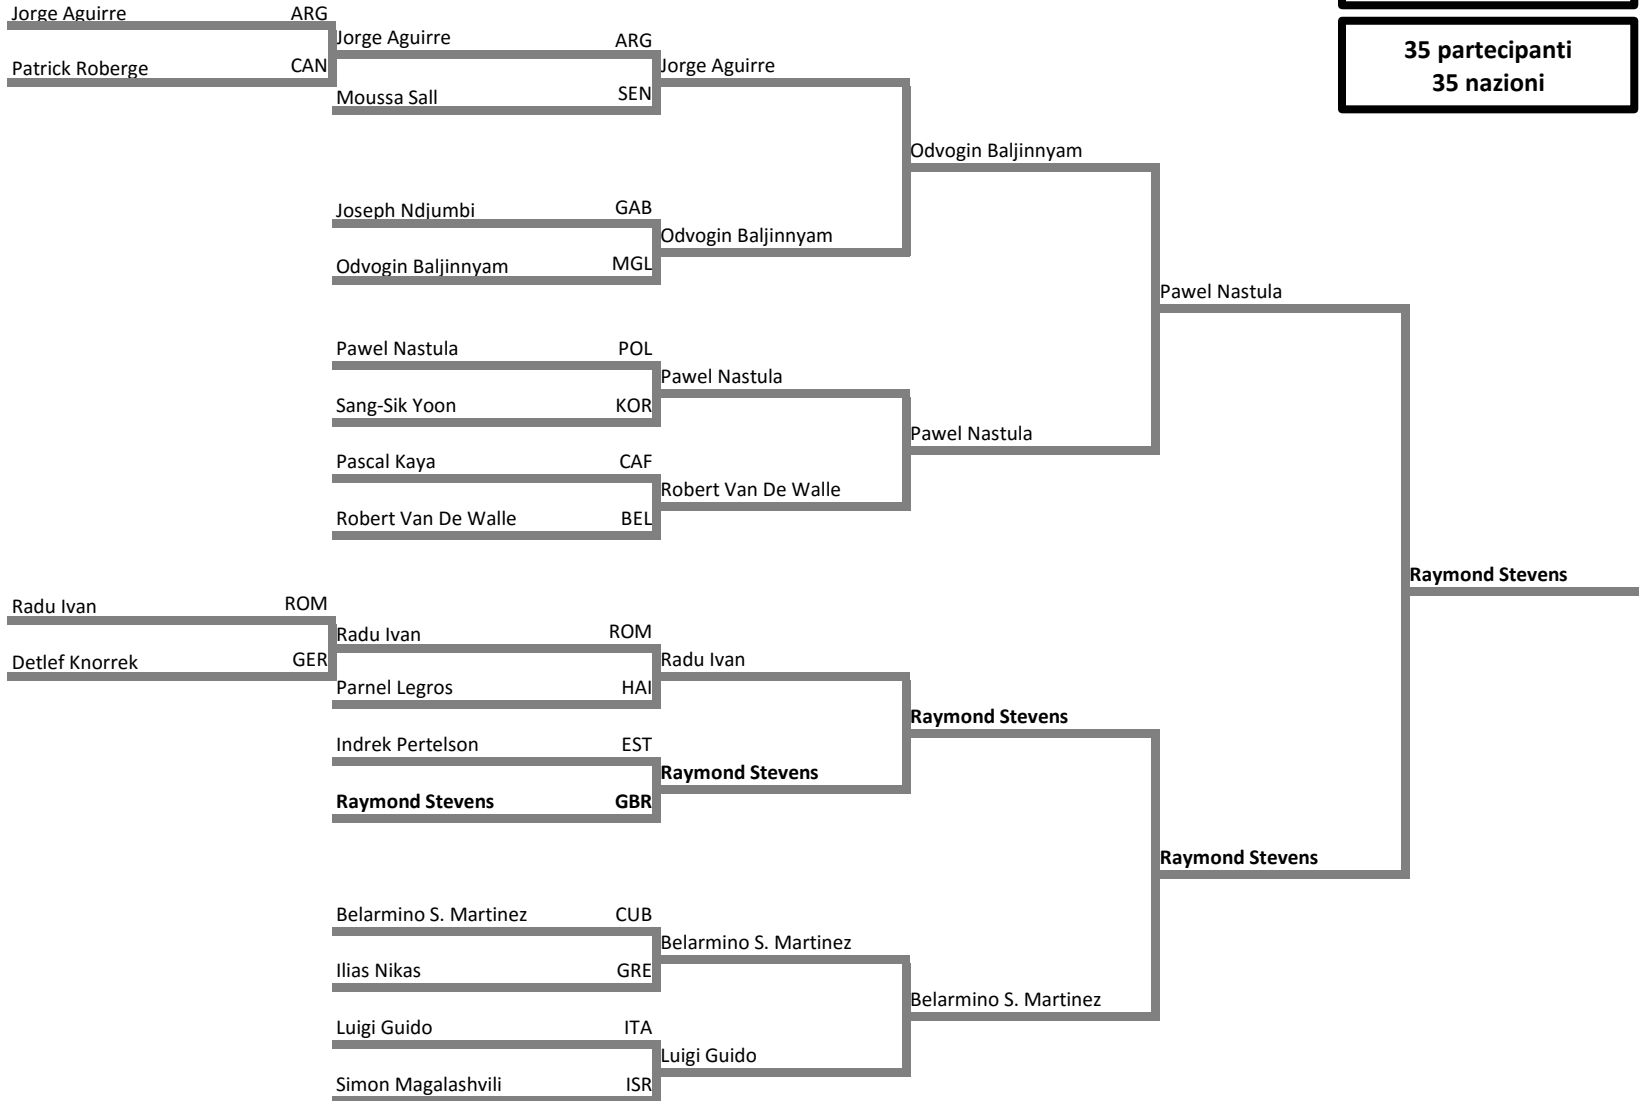 Jorge Aguirre ARG
35 partecipanti
35 nazioni
Jorge Aguirre ARG
Patrick Roberge CAN
Jorge Aguirre
Moussa Sall SEN
Odvogin Baljinnyam
Joseph Ndjumbi GAB
Odvogin Baljinnyam
Odvogin Baljinnyam MGL
Pawel Nastula
Pawel Nastula POL
Pawel Nastula
Sang-Sik Yoon KOR
Pawel Nastula
Pascal Kaya CAF
Robert Van De Walle
Robert Van De Walle BEL
Raymond Stevens
Radu Ivan ROM
Radu Ivan ROM
Detlef Knorrek GER
Radu Ivan
Parnel Legros HAI
Raymond Stevens
Indrek Pertelson EST
Raymond Stevens
Raymond Stevens GBR
Raymond Stevens
Belarmino S. Martinez CUB
Belarmino S. Martinez
Ilias Nikas GRE
Belarmino S. Martinez
Luigi Guido ITA
Luigi Guido
Simon Magalashvili ISR